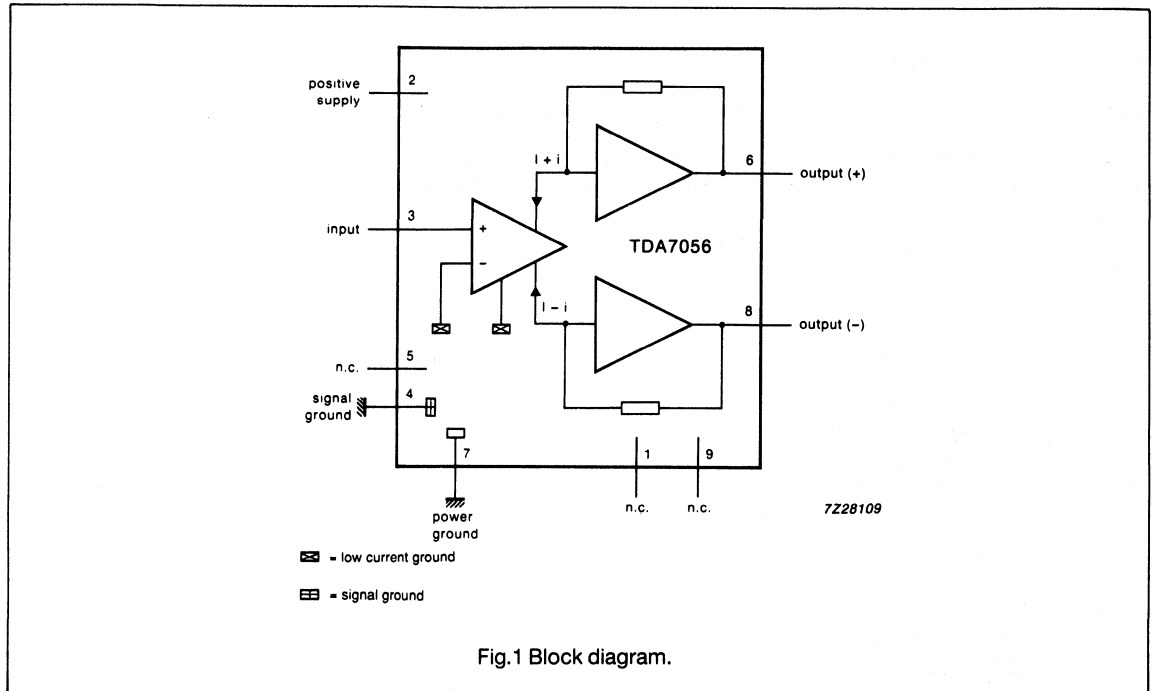 positive
supply
2
I + i
6
output (+)
input
3
+
−
TDA7056
I − i
8
output (−)
n.c.
5
signal
ground
4
7
power
ground
1
n.c.
9
n.c.
7Z28109
= low current ground
= signal ground
Fig.1 Block diagram.